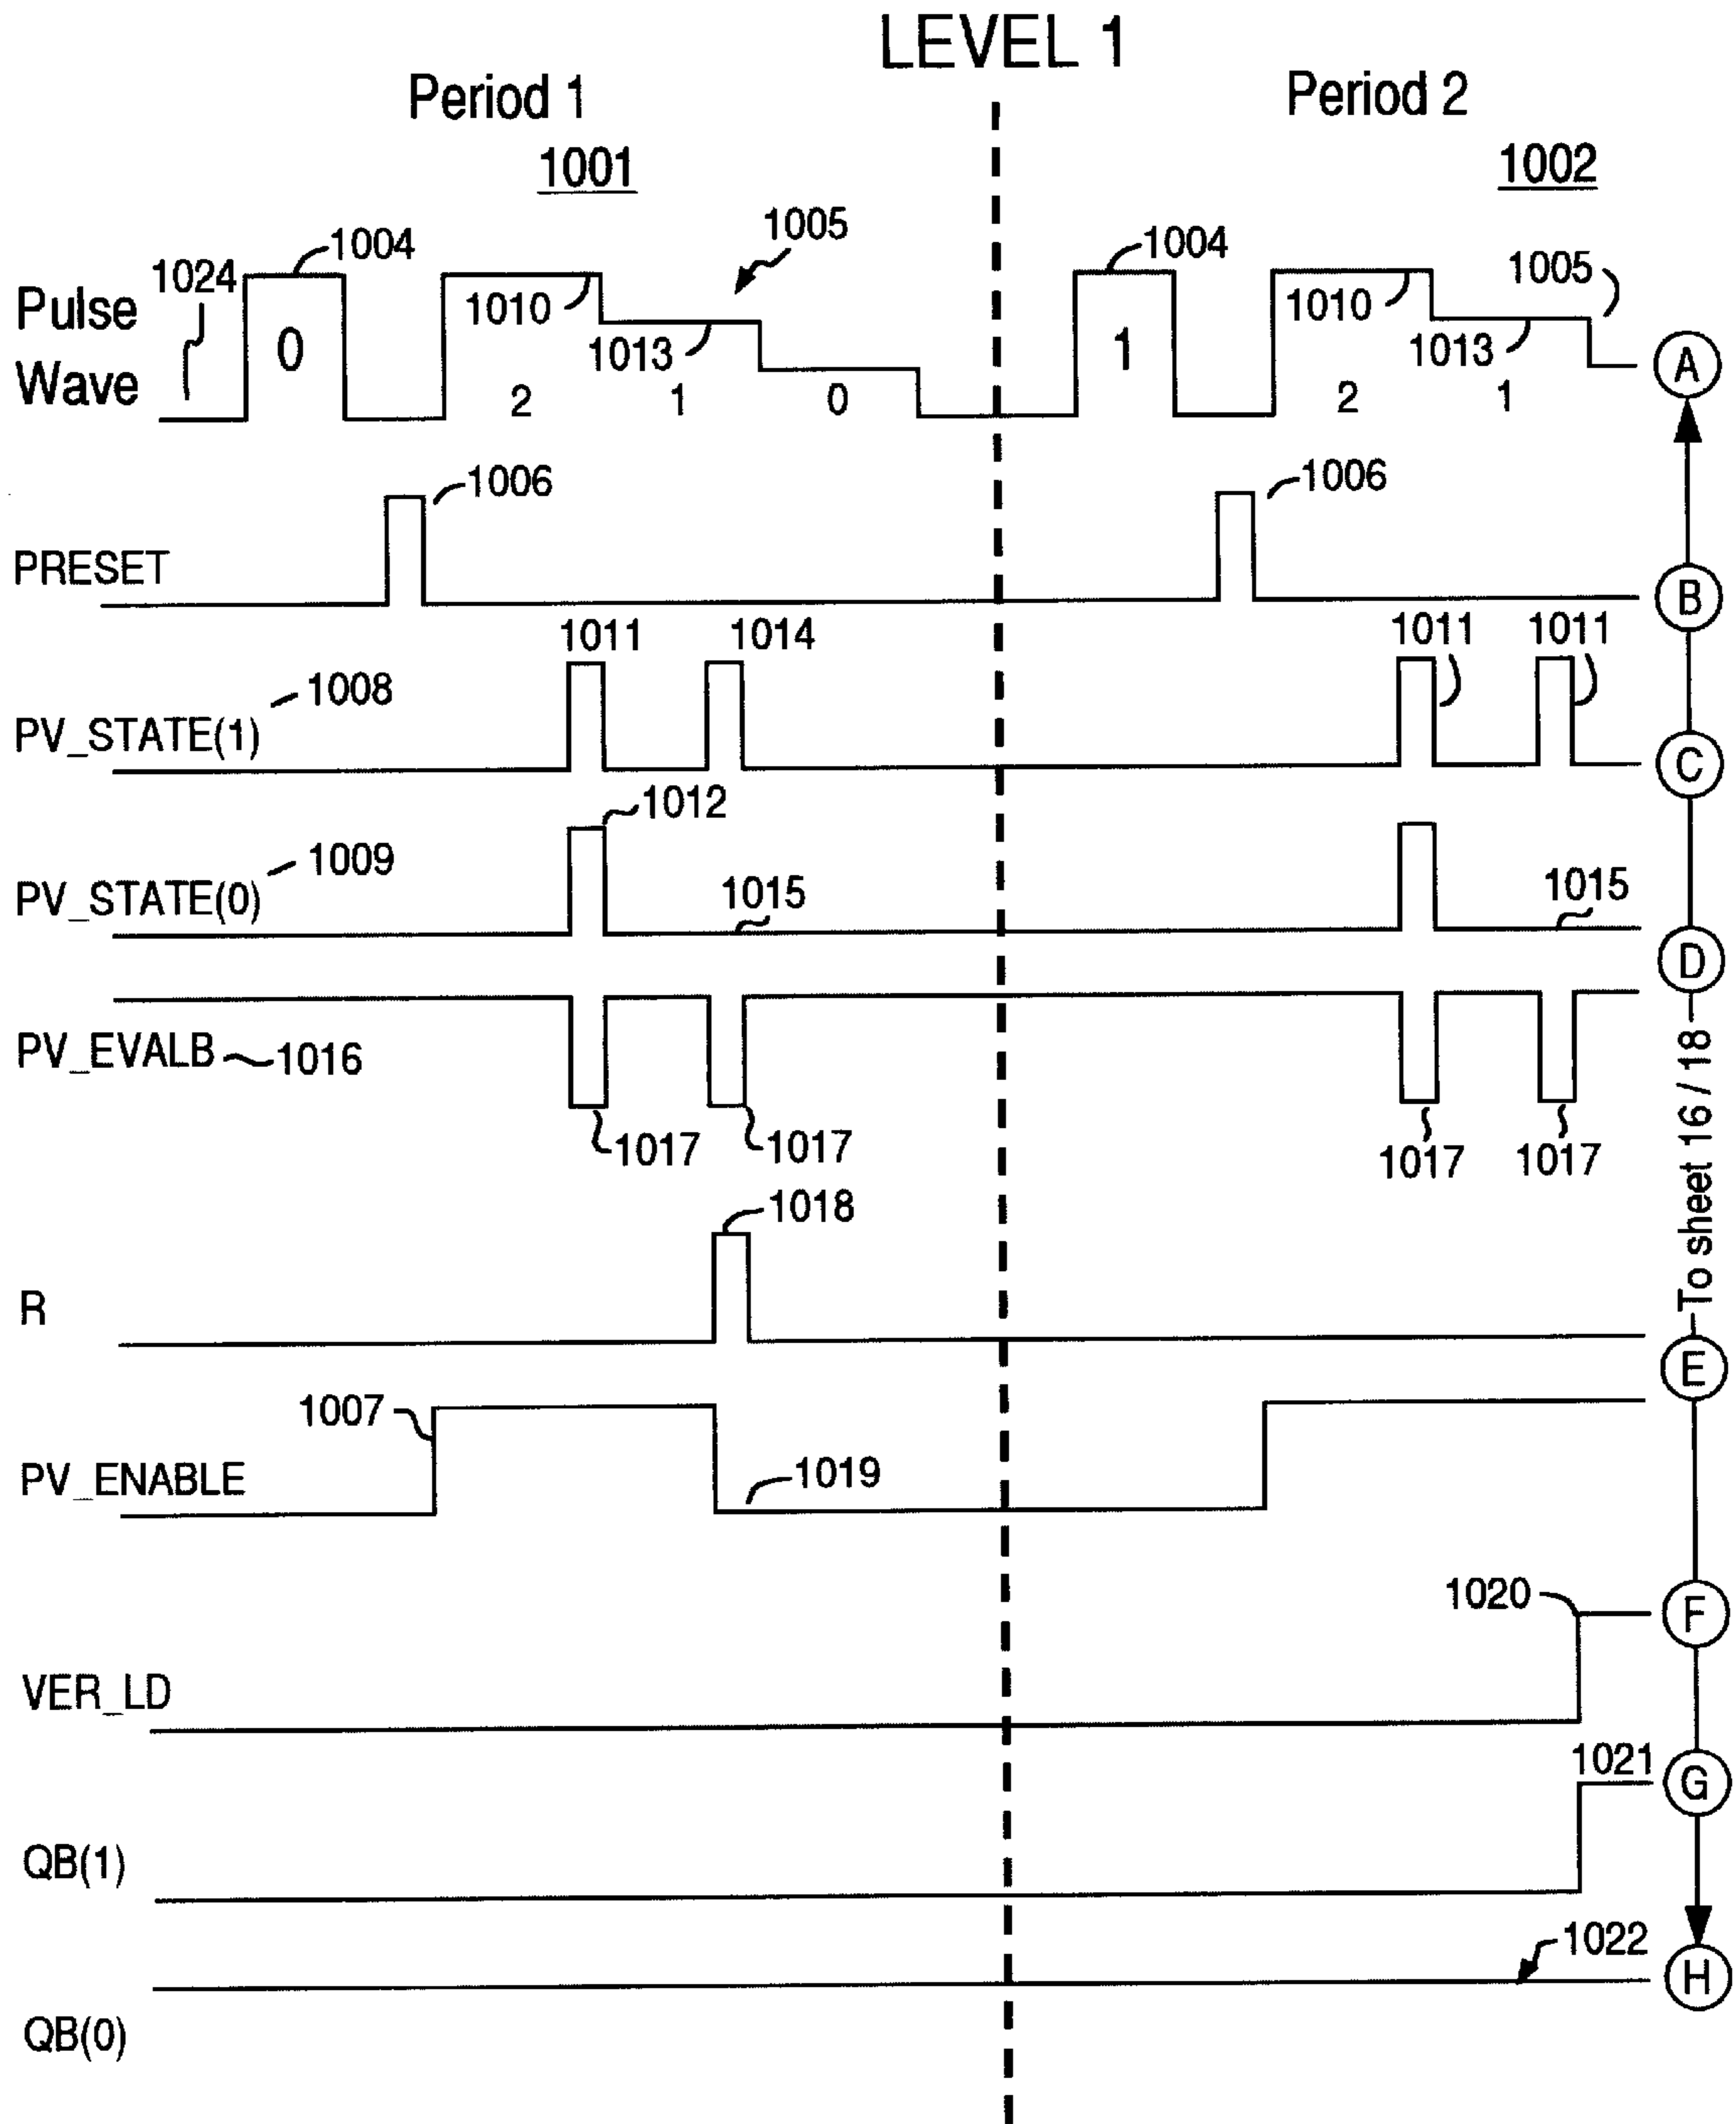 LEVEL 1
Period 1
Period 2
1001
1002
1004
1005
1004
1005
1024
1010
1010
Pulse
Wave
0
1013
1
1013
A
2
1
0
2
1
1006
1006
PRESET
B
1011
1014
1011
1011
1008
PV_STATE(1)
C
1012
1009
PV_STATE(0)
1015
1015
D
PV_EVALB
1016
1017
1017
1017
1017
To sheet 16 / 18
1018
R
E
1007
PV_ENABLE
1019
1020
F
VER_LD
1021
G
QB(1)
1022
H
QB(0)